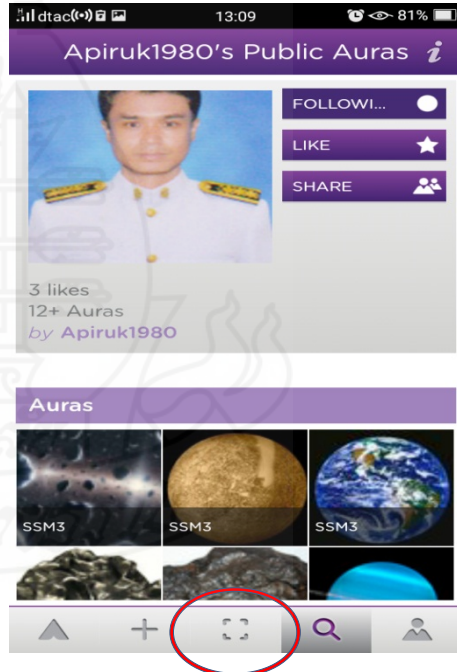 dtac
13:09
81%
Apiruk1980's Public Auras i
FOLLOWI...
LIKE
SHARE
3 likes
12+ Auras
by Apiruk1980
Auras
SSM3
SSM3
SSM3